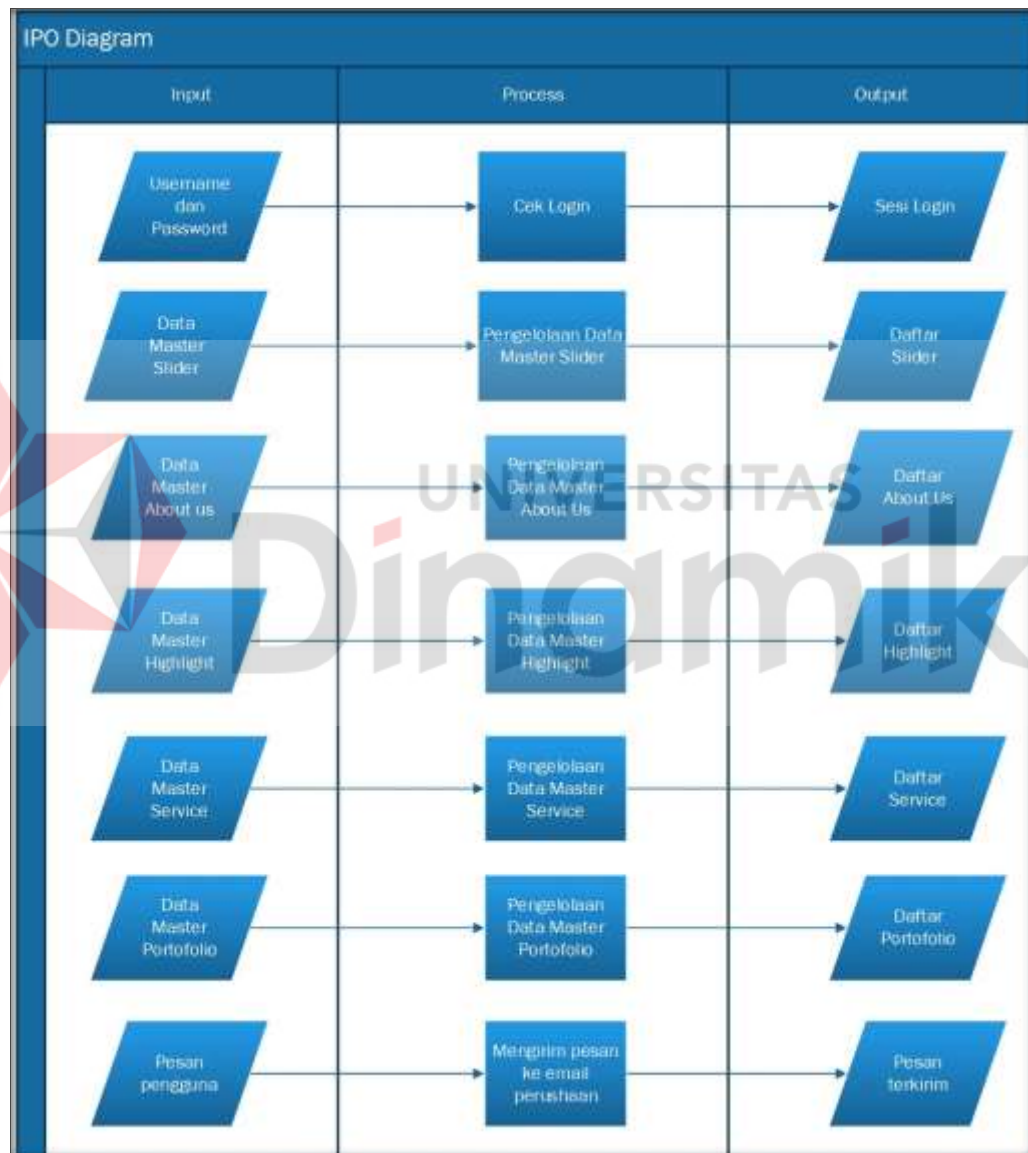 IPO Diagram
Input
Process
Output
Username
dan
Password
Cek Login
Sesi Login
Data
Master
Slider
Pengelolaan Data
Master Slider
Daftar
Slider
Data
Master
About us
Pengelolaan
Data Master
About Us
Daftar
About Us
UNIVERSITAS
Dinamik
Data
Master
Highlight
Pengelolaan
Data Master
Highlight
Daftar
Highlight
Data
Master
Service
Pengelolaan
Data Master
Service
Daftar
Service
Data
Master
Portofolio
Pengelolaan
Data Master
Portofolio
Daftar
Portofolio
Pesan
pengguna
Mengirim pesan
ke email
perushaan
Pesan
terkirim